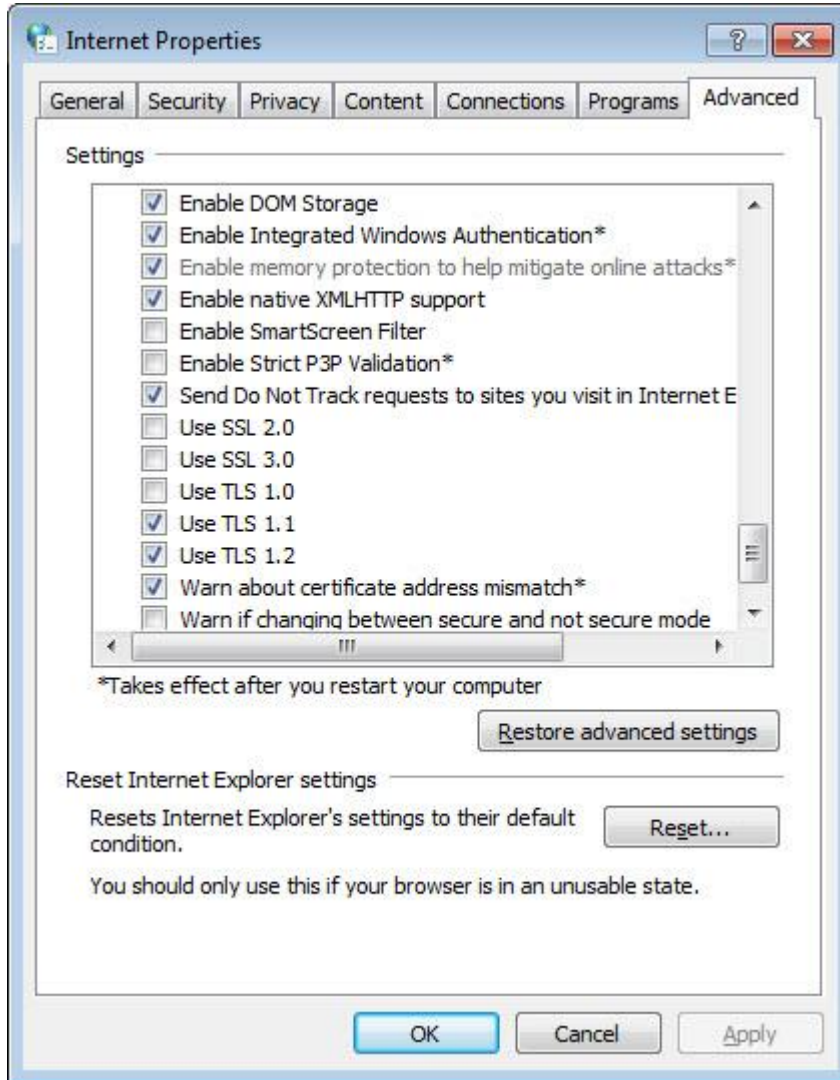 Internet Properties
General Security Privacy Content Connections Programs Advanced
Settings
Enable DOM Storage
Enable Integrated Windows Authentication*
Enable memory protection to help mitigate online attacks*
Enable native XMLHTTP support
Enable SmartScreen Filter
Enable Strict P3P Validation*
Send Do Not Track requests to sites you visit in Internet E
Use SSL 2.0
Use SSL 3.0
Use TLS 1.0
Use TLS 1.1
Use TLS 1.2
Warn about certificate address mismatch*
Warn if changing between secure and not secure mode
*Takes effect after you restart your computer
Restore advanced settings
Reset Internet Explorer settings
Resets Internet Explorer's settings to their default
condition.
Reset...
You should only use this if your browser is in an unusable state.
OK Cancel Apply